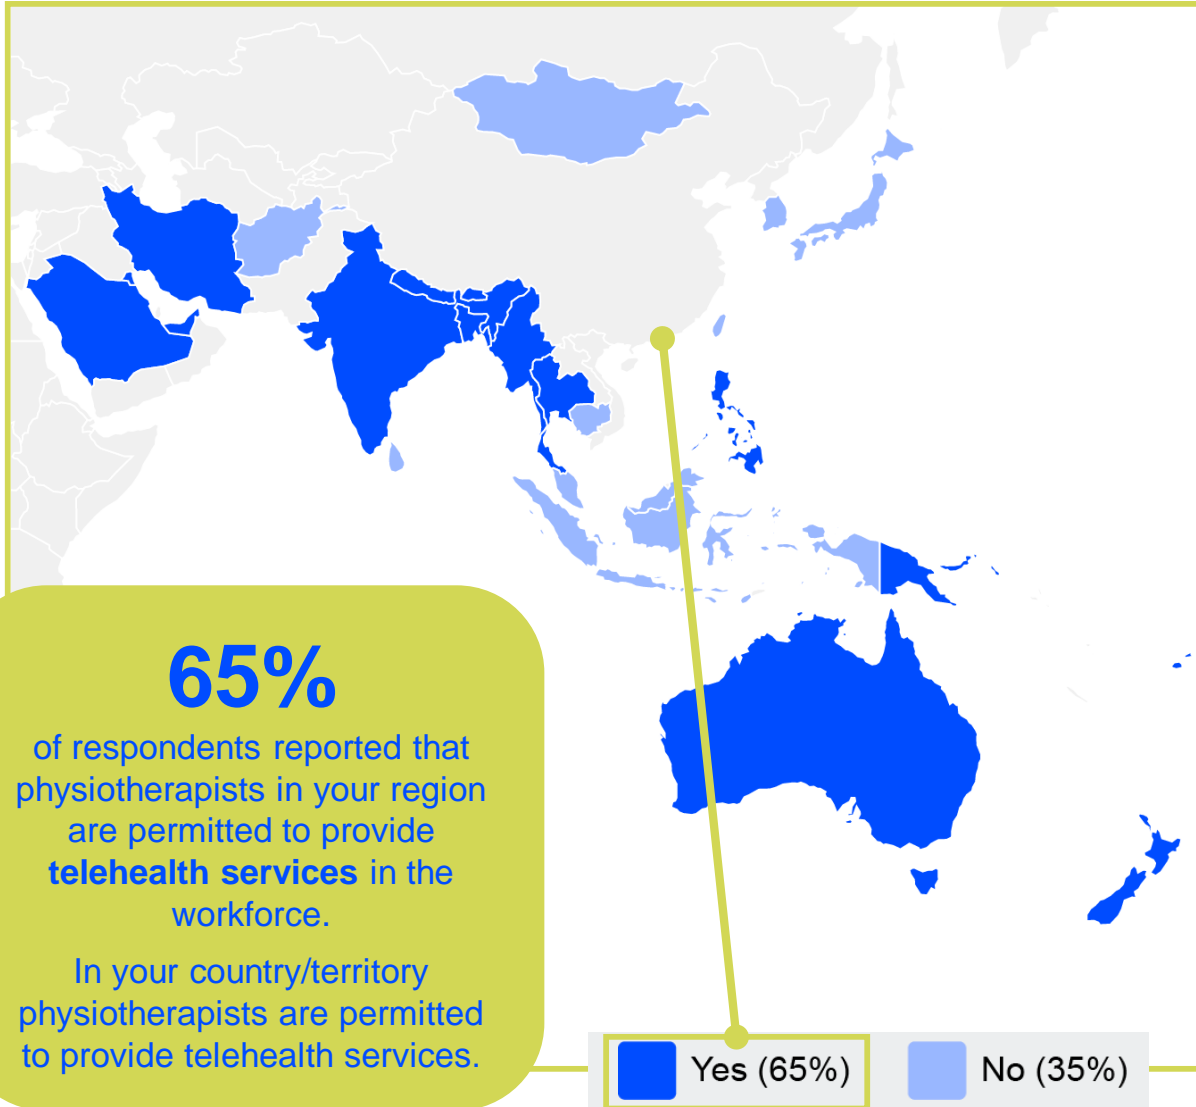 65%
of respondents reported that
physiotherapists in your region
are permitted to provide
telehealth services in the
workforce.
In your country/territory
physiotherapists are permitted
to provide telehealth services.
Yes (65%)
No (35%)